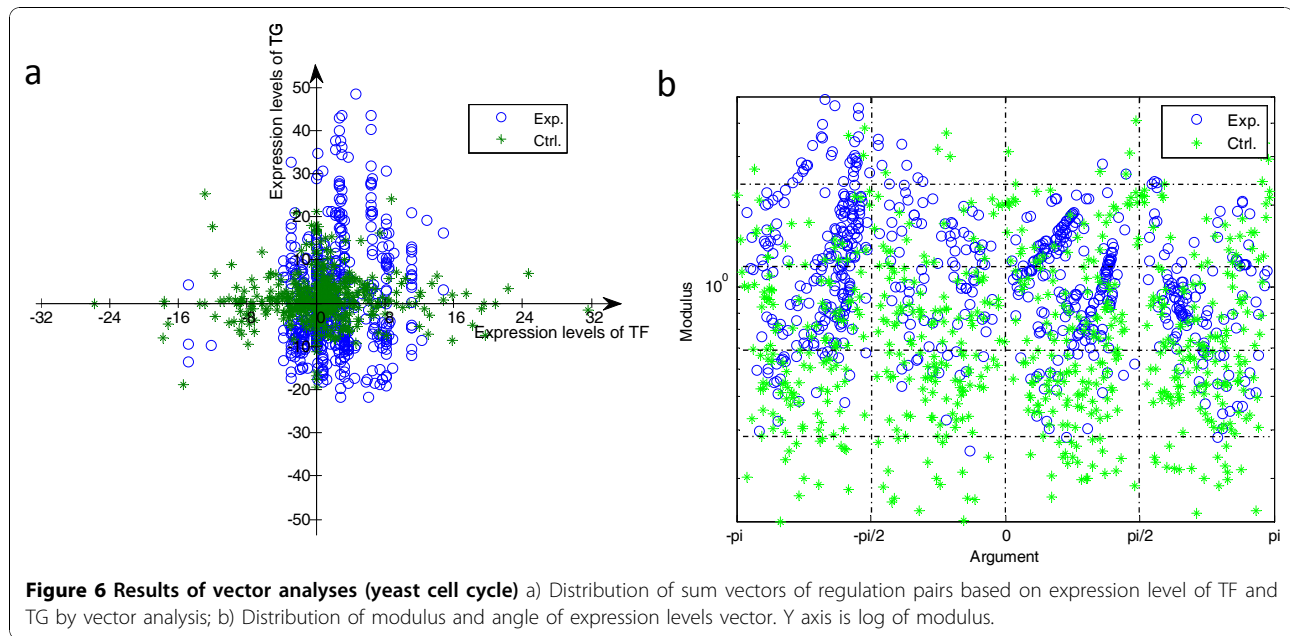 a
Expression levels of TG
50
40
30
20
10
0
-10
-20
-30
-40
-50
-32
-24
-16
-8
8
16
24
32
Expression levels of TF
Exp.
Ctrl.
b
Modulus
10⁰
-pi
-pi/2
0
pi/2
pi
Argument
Exp.
Ctrl.
Figure 6 Results of vector analyses (yeast cell cycle) a) Distribution of sum vectors of regulation pairs based on expression level of TF and
TG by vector analysis; b) Distribution of modulus and angle of expression levels vector. Y axis is log of modulus.